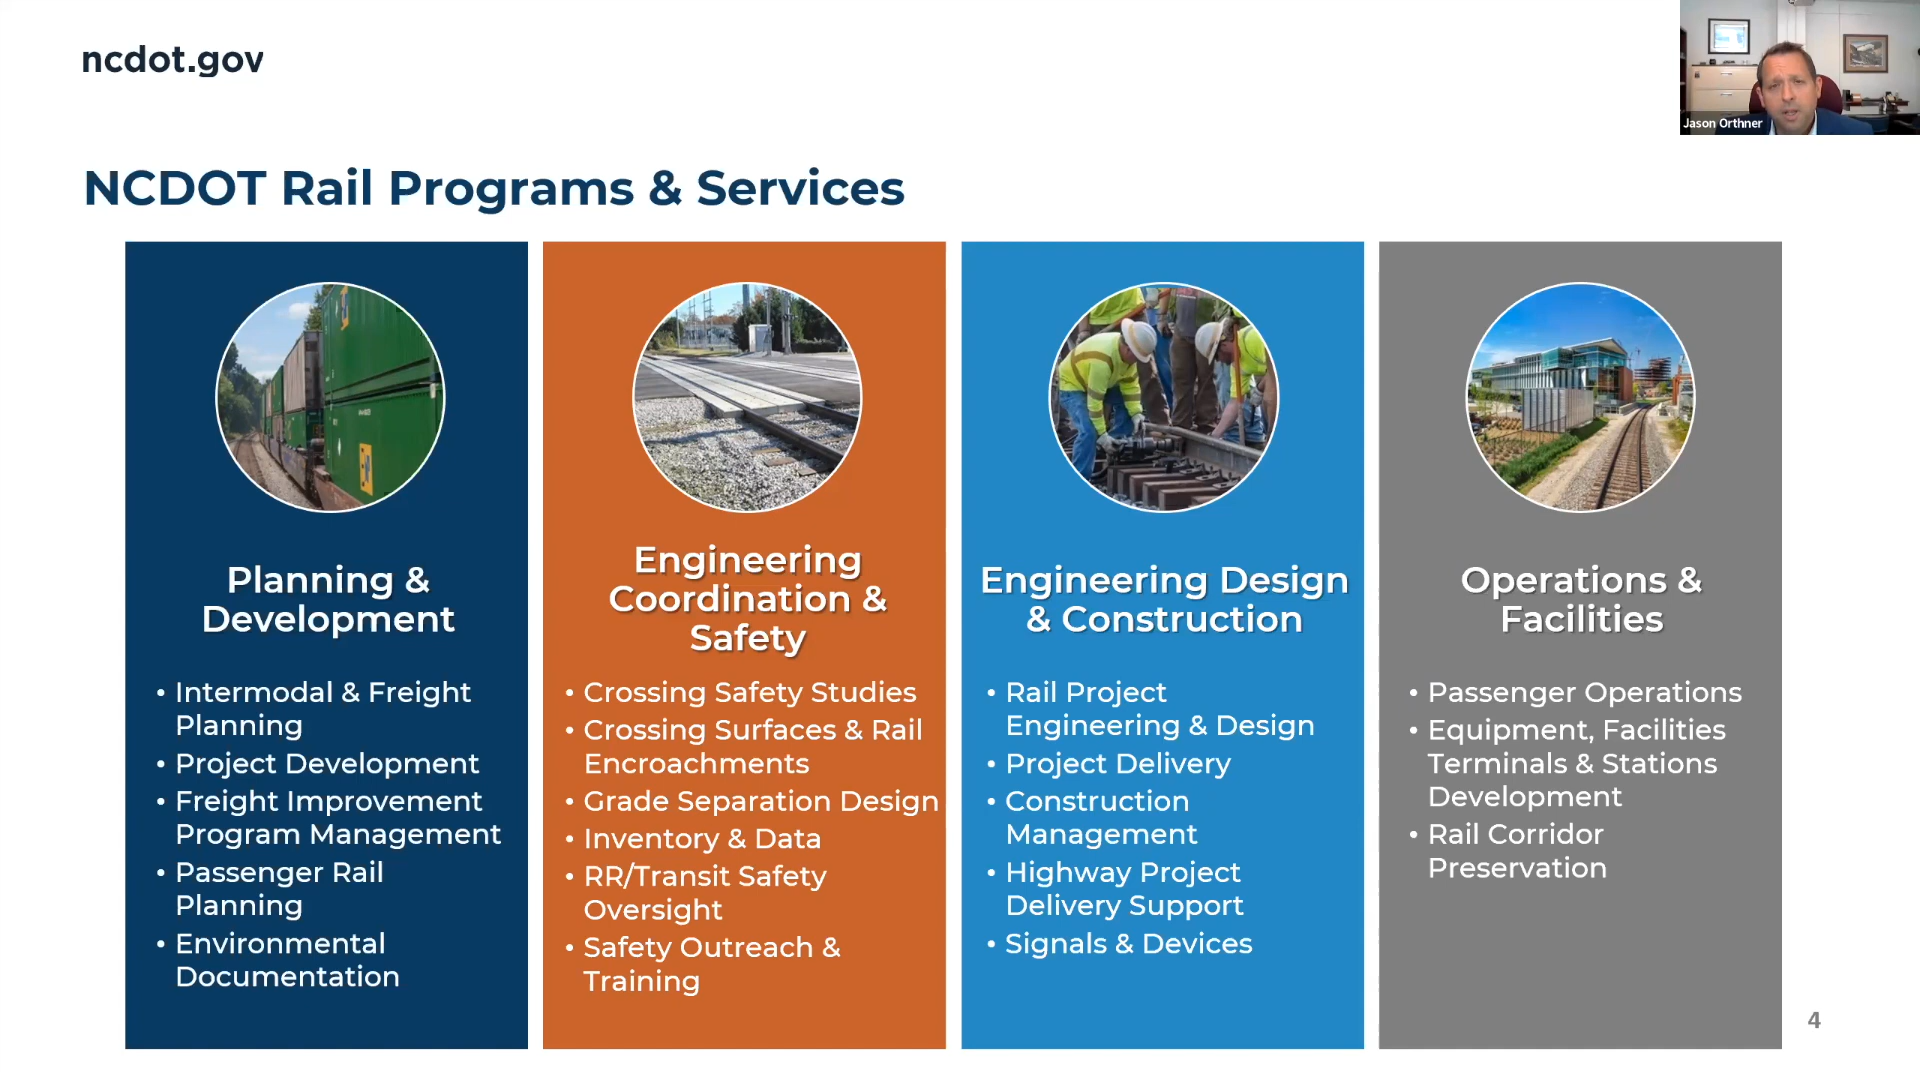 ncdot.gov
Jason Orthner
NCDOT Rail Programs & Services
Planning &
Development
• Intermodal & Freight
Planning
• Project Development
• Freight Improvement
Program Management
• Passenger Rail
Planning
• Environmental
Documentation
Engineering
Coordination &
Safety
• Crossing Safety Studies
• Crossing Surfaces & Rail
Encroachments
• Grade Separation Design
• Inventory & Data
• RR/Transit Safety
Oversight
• Safety Outreach &
Training
Engineering Design
& Construction
• Rail Project
Engineering & Design
• Project Delivery
• Construction
Management
• Highway Project
Delivery Support
• Signals & Devices
Operations &
Facilities
• Passenger Operations
• Equipment, Facilities
Terminals & Stations
Development
• Rail Corridor
Preservation
4